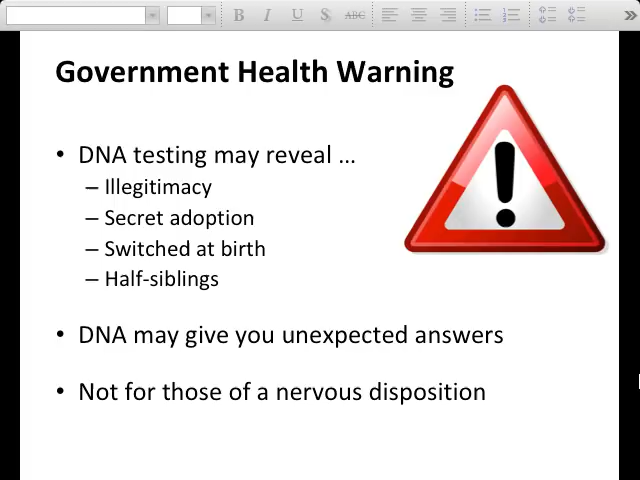 B I U S ABC
Government Health Warning
• DNA testing may reveal ...
– Illegitimacy
– Secret adoption
– Switched at birth
– Half-siblings
• DNA may give you unexpected answers
• Not for those of a nervous disposition